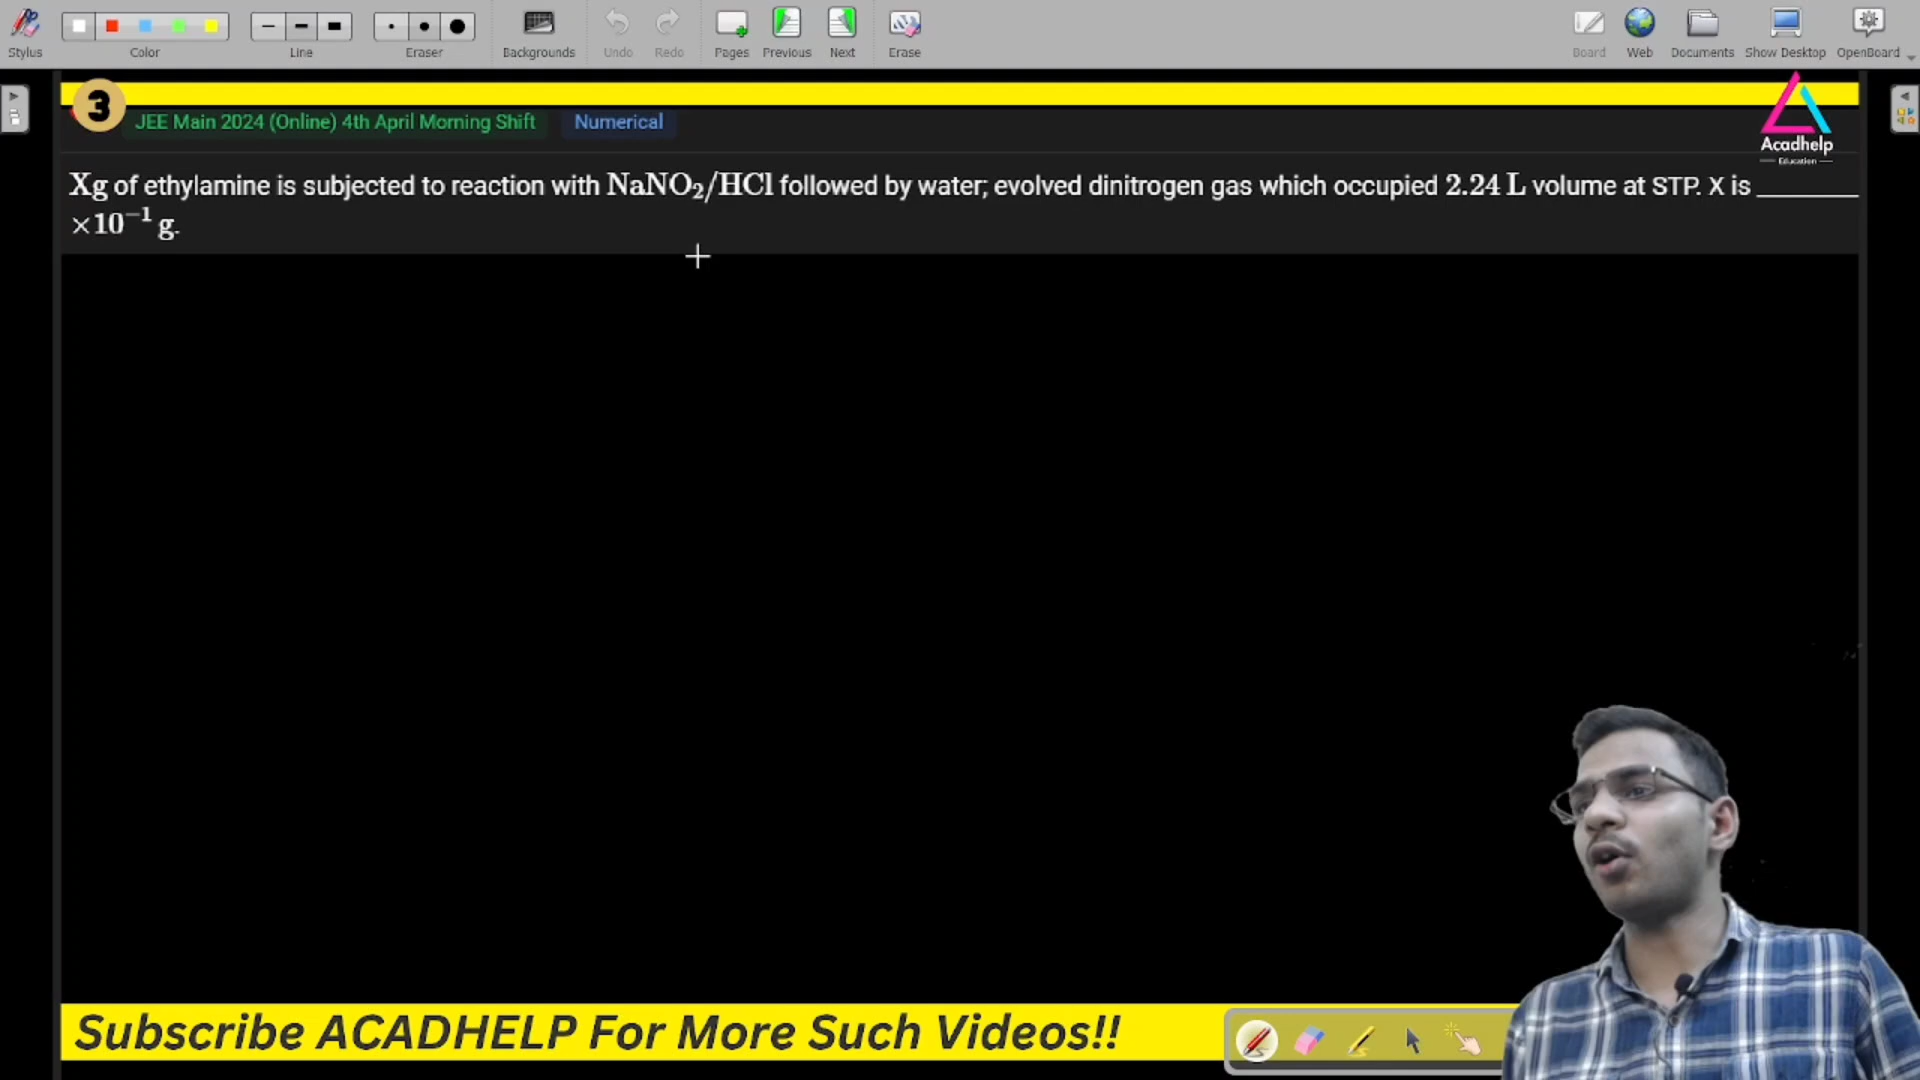 Stylus
Color
Line
Eraser
Backgrounds
Undo
Redo
Pages
Previous
Next
Erase
Board
Web
Documents
Show Desktop
OpenBoard
3
JEE Main 2024 (Online) 4th April Morning Shift
Numerical
Acadhelp
Education
Xg of ethylamine is subjected to reaction with NaNO₂/HCl followed by water; evolved dinitrogen gas which occupied 2.24 L volume at STP. X is ________
×10⁻¹ g.
Subscribe ACADHELP For More Such Videos!!